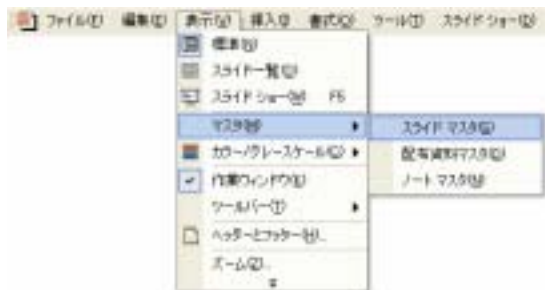 ファイル(F) 編集(E) 表示(V) 挿入(I) 書式(O) ツール(T) スライド ショー(D)
標準(N)
スライド一覧(D)
スライド ショー(W) F5
マスタ(M) スライド マスタ(S)
カラー/グレースケール(C) 配布資料マスタ(D)
作業ウィンドウ(K) ノート マスタ(N)
ツールバー(T)
ヘッダーとフッター(H)...
ズーム(Z)...